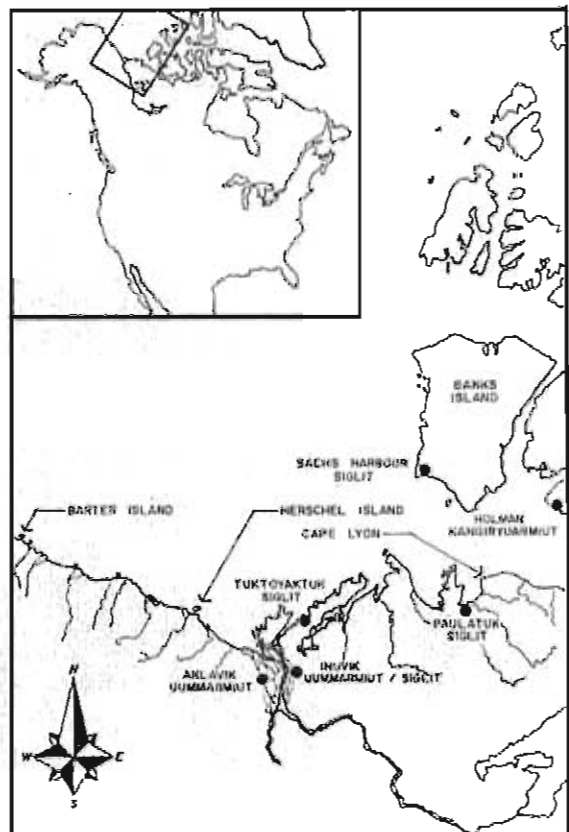 BANKS
ISLAND
SACHS HARBOUR
SIGLIT
BARTER ISLAND
HERSCHEL ISLAND
HOLMAN
KANGIRYUARMIUT
CAPE LYON
TUKTOYAKTUK
SIGLIT
PAULATUK
SIGLIT
AKLAVIK
UUMMARMIUT
INUVIK
UUMMARMIUT / SIGLIT
N
W
E
S